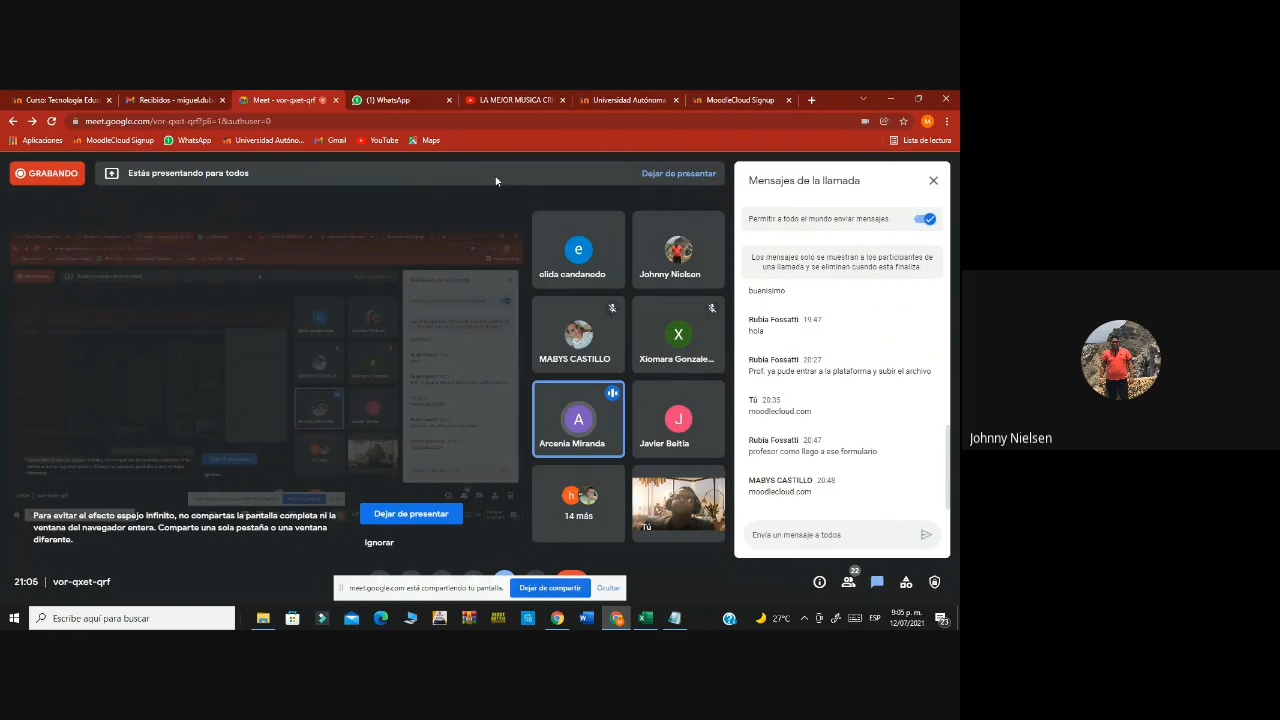 Curso: Tecnología Educ
Recibidos - miguel.dub
Meet - vor-qxet-qrf
(1) WhatsApp
LA MEJOR MUSICA CRI
Universidad Autónoma
MoodleCloud Signup
meet.google.com/vor-qxet-qrf?pli=1&authuser=0
Aplicaciones
MoodleCloud Signup
WhatsApp
Universidad Autóno...
Gmail
YouTube
Maps
Lista de lectura
GRABANDO
Estás presentando para todos
Dejar de presentar
elida candanedo
Johnny Nielsen
MABYS CASTILLO
X
Xiomara Gonzale...
A
Arcenia Miranda
J
Javier Beltia
e
h
14 más
Tú
Para evitar el efecto espejo infinito, no compartas la pantalla completa ni la
ventana del navegador entera. Comparte una sola pestaña o una ventana
diferente.
Dejar de presentar
Ignorar
Mensajes de la llamada
Permitir a todo el mundo enviar mensajes
Los mensajes solo se muestran a los participantes de
una llamada y se eliminan cuando esta finaliza.
buenisimo
Rubia Fossatti 19:47
hola
Rubia Fossatti 20:27
Prof. ya pude entrar a la plataforma y subir el archivo
Tú 20:35
moodlecloud.com
Rubia Fossatti 20:47
profesor como llego a ese formulario
MABYS CASTILLO 20:48
moodlecloud.com
Envía un mensaje a todos
21:05 | vor-qxet-qrf
meet.google.com está compartiendo tu pantalla.
Dejar de compartir
Ocultar
22
Escribe aquí para buscar
27°C
ESP
9:05 p. m.
12/07/2021
23
Johnny Nielsen